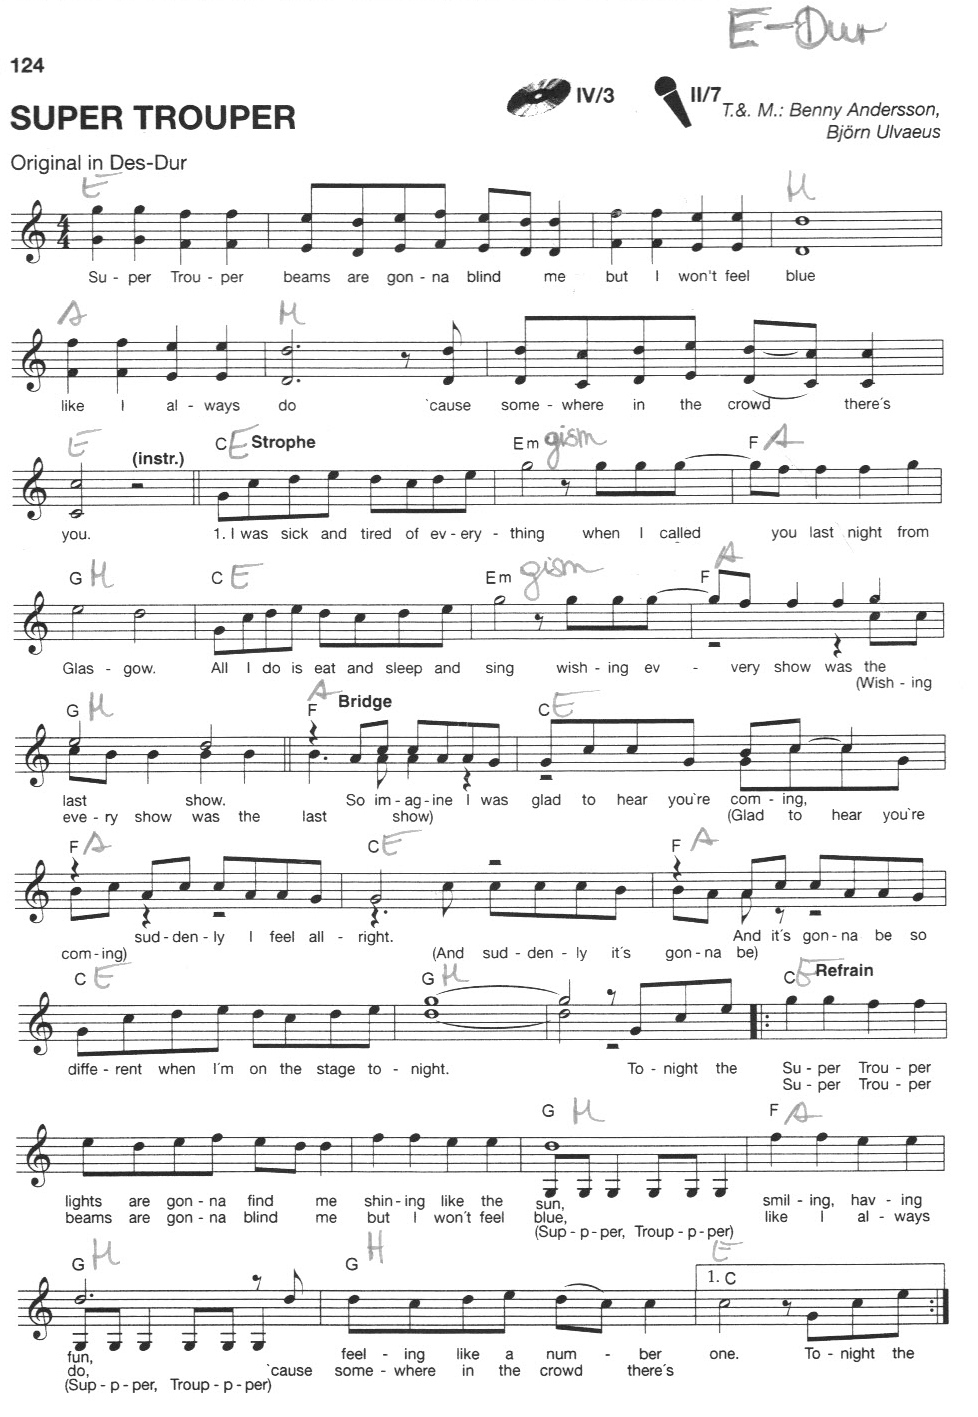 E-Dur
124
IV/3 II/7
SUPER TROUPER
T.&. M.: Benny Andersson,
Björn Ulvaeus
Original in Des-Dur
E H
Su - per Trou - per beams are gon - na blind me but I won't feel blue
A H
like I al - ways do `cause some - where in the crowd there´s
E (instr.) C E Strophe Em gism F A
you. 1. I was sick and tired of ev - ery - thing when I called you last night from
G H C E Em gism F A
Glas - gow. All I do is eat and sleep and sing wish - ing ev - very show was the
(Wish - ing
G H F A Bridge C E
last show. So im - ag - ine I was glad to hear you`re com - ing,
eve - ry show was the last show) (Glad to hear you`re
F A C E F A
sud - den - ly I feel all - right. And it´s gon - na be so
com - ing) (And sud - den - ly it´s gon - na be)
C E G H C E Refrain
diffe - rent when I´m on the stage to - night. To - night the Su - per Trou - per
Su - per Trou - per
G H F A
lights are gon - na find me shin - ing like the sun, smil - ing, hav - ing
beams are gon - na blind me but I won´t feel blue, like I al - ways
(Sup - p - per, Troup - p - per)
G H G H E
1. C
fun, feel - ing like a num - ber one. To - night the
do, `cause some - where in the crowd there´s
(Sup - p - per, Troup - p - per)